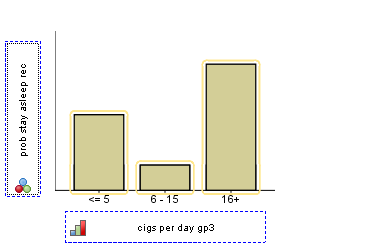 prob stay asleep rec
<= 5
6 - 15
16+
cigs per day gp3